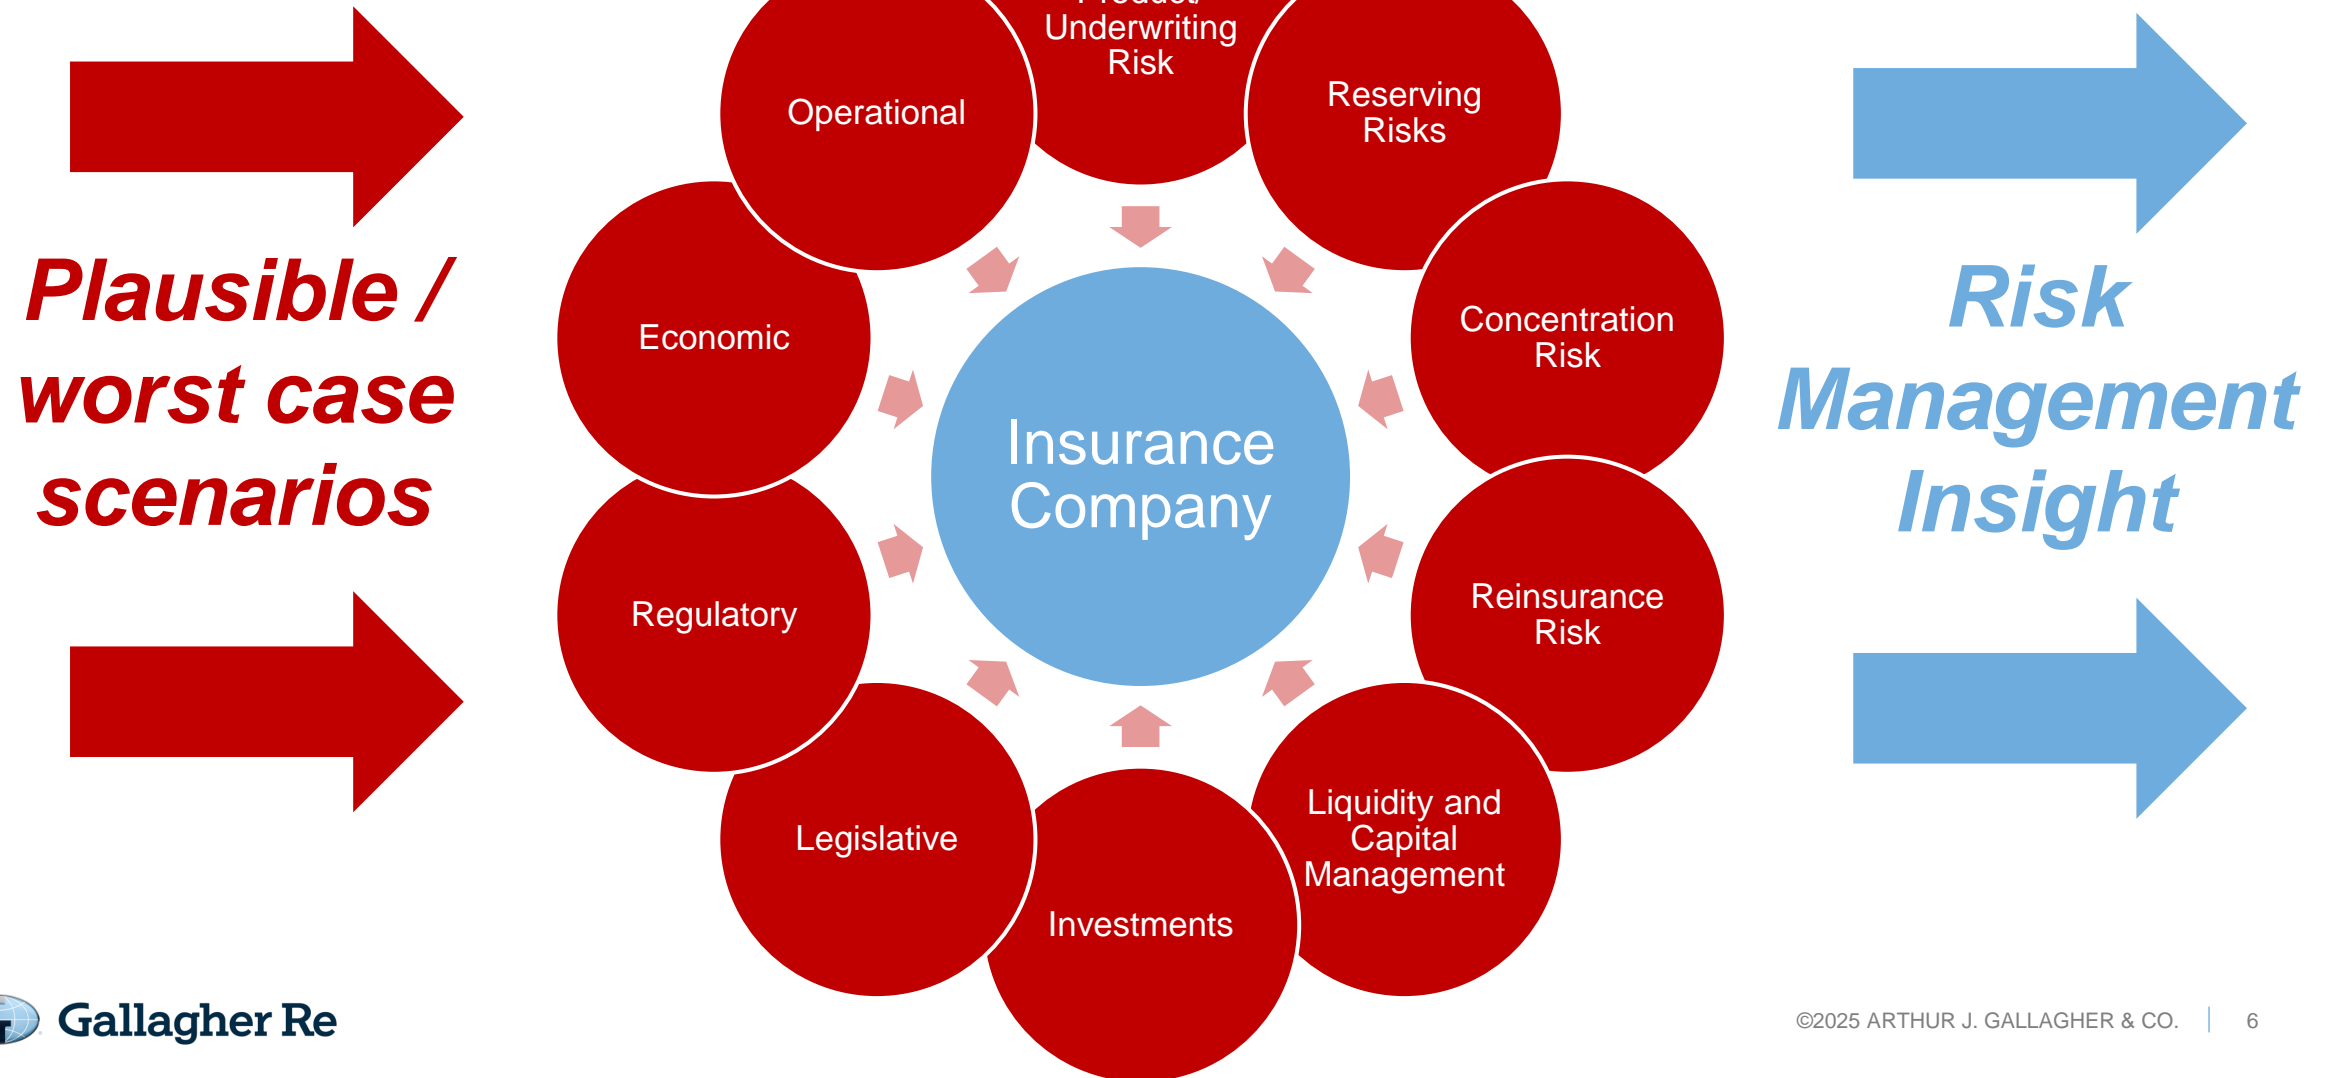 Underwriting
Risk
Operational
Reserving
Risks
Economic
Concentration
Risk
Plausible /
worst case
scenarios
Insurance
Company
Risk
Management
Insight
Regulatory
Reinsurance
Risk
Legislative
Liquidity and
Capital
Management
Investments
Gallagher Re
©2025 ARTHUR J. GALLAGHER & CO.
6